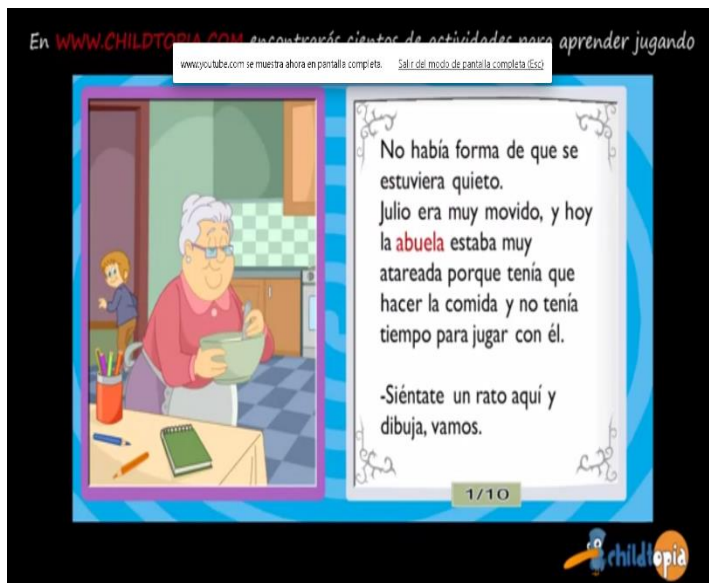 En WWW.CHILDTOPIA.COM encontrarás cientos de actividades para aprender jugando
www.youtube.com se muestra ahora en pantalla completa. Salir del modo de pantalla completa (Esc)
No había forma de que se
estuviera quieto.
Julio era muy movido, y hoy
la abuela estaba muy
atareada porque tenía que
hacer la comida y no tenía
tiempo para jugar con él.
-Siéntate un rato aquí y
dibuja, vamos.
1/10
childtopia